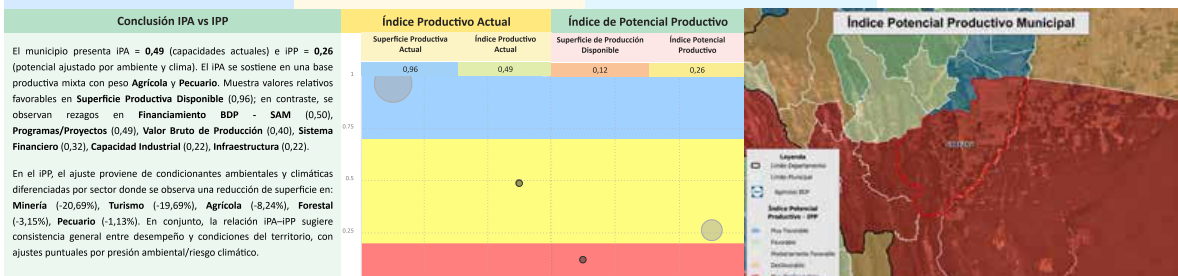 Conclusión IPA vs IPP
El municipio presenta iPA = 0,49 (capacidades actuales) e iPP = 0,26
(potencial ajustado por ambiente y clima). El iPA se sostiene en una base
productiva mixta con peso Agrícola y Pecuario. Muestra valores relativos
favorables en Superficie Productiva Disponible (0,96); en contraste, se
observan rezagos en Financiamiento BDP - SAM (0,50),
Programas/Proyectos (0,49), Valor Bruto de Producción (0,40), Sistema
Financiero (0,32), Capacidad Industrial (0,22), Infraestructura (0,22).
En el iPP, el ajuste proviene de condicionantes ambientales y climáticas
diferenciadas por sector donde se observa una reducción de superficie en:
Minería (-20,69%), Turismo (-19,69%), Agrícola (-8,24%), Forestal
(-3,15%), Pecuario (-1,13%). En conjunto, la relación iPA–iPP sugiere
consistencia general entre desempeño y condiciones del territorio, con
ajustes puntuales por presión ambiental/riesgo climático.
Índice Productivo Actual
Índice de Potencial Productivo
Superficie Productiva
Actual
Índice Productivo
Actual
Superficie de Producción
Disponible
Índice Potencial
Productivo
0,96
0,49
0,12
0,26
1
0.75
0.5
0.25
Índice Potencial Productivo Municipal
Leyenda
Límite Departamental
Límite Municipal
Agencias BDP
Índice Potencial
Productivo - IPP
Muy Favorable
Favorable
Medianamente Favorable
Desfavorable